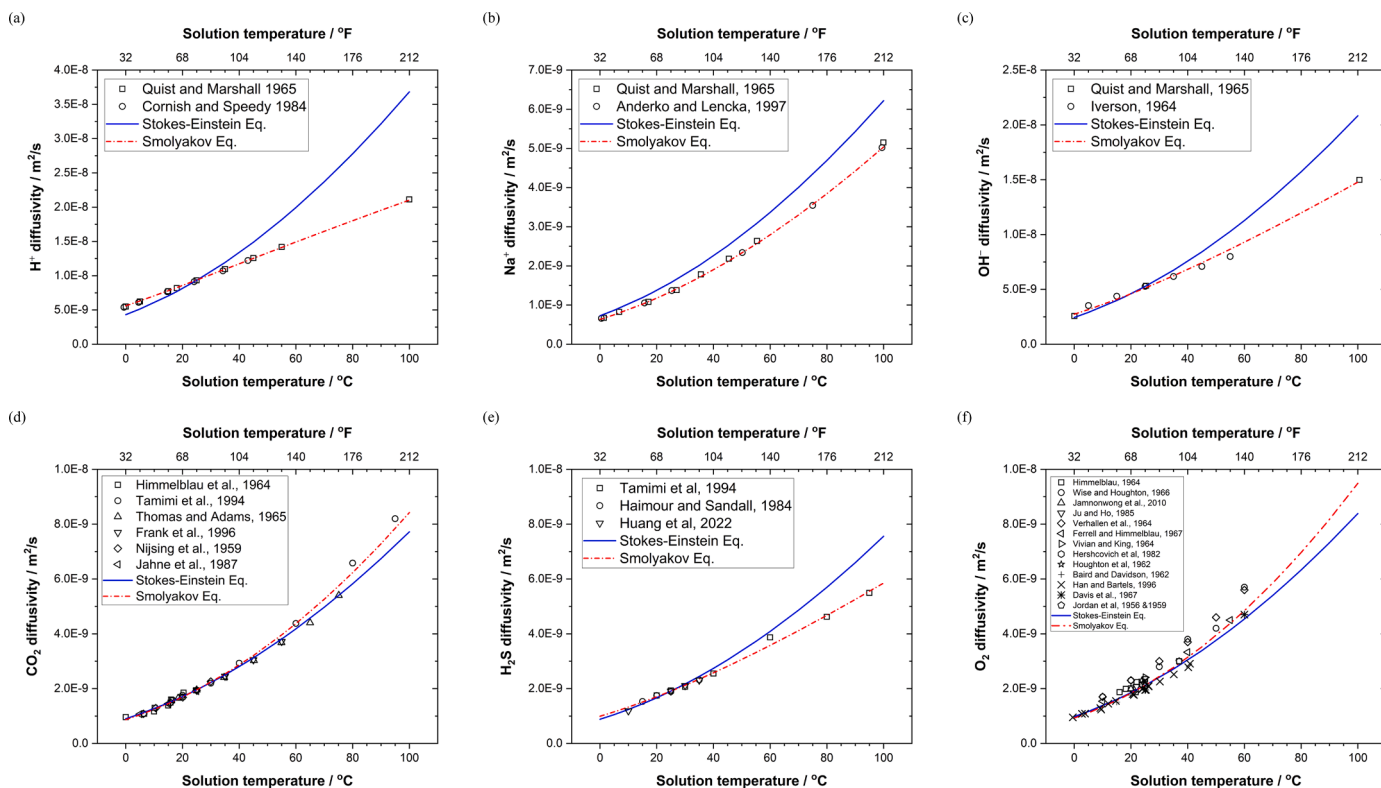 (a)
Solution temperature / °F
32 68 104 140 176 212
4.0E-8
3.5E-8
3.0E-8
2.5E-8
2.0E-8
1.5E-8
1.0E-8
5.0E-9
0.0
H⁺ diffusivity / m²/s
Quist and Marshall 1965
Cornish and Speedy 1984
Stokes-Einstein Eq.
Smolyakov Eq.
0 20 40 60 80 100
Solution temperature / °C
(b)
Solution temperature / °F
32 68 104 140 176 212
7.0E-9
6.0E-9
5.0E-9
4.0E-9
3.0E-9
2.0E-9
1.0E-9
0.0
Na⁺ diffusivity / m²/s
Quist and Marshall, 1965
Anderko and Lencka, 1997
Stokes-Einstein Eq.
Smolyakov Eq.
0 20 40 60 80 100
Solution temperature / °C
(c)
Solution temperature / °F
32 68 104 140 176 212
2.5E-8
2.0E-8
1.5E-8
1.0E-8
5.0E-9
0.0
OH⁻ diffusivity / m²/s
Quist and Marshall, 1965
Iverson, 1964
Stokes-Einstein Eq.
Smolyakov Eq.
0 20 40 60 80 100
Solution temperature / °C
(d)
Solution temperature / °F
32 68 104 140 176 212
1.0E-8
8.0E-9
6.0E-9
4.0E-9
2.0E-9
0.0
CO₂ diffusivity / m²/s
Himmelblau et al., 1964
Tamimi et al., 1994
Thomas and Adams, 1965
Frank et al., 1996
Nijsing et al., 1959
Jahne et al., 1987
Stokes-Einstein Eq.
Smolyakov Eq.
0 20 40 60 80 100
Solution temperature / °C
(e)
Solution temperature / °F
32 68 104 140 176 212
1.0E-8
8.0E-9
6.0E-9
4.0E-9
2.0E-9
0.0
H₂S diffusivity / m²/s
Tamimi et al, 1994
Haimour and Sandall, 1984
Huang et al, 2022
Stokes-Einstein Eq.
Smolyakov Eq.
0 20 40 60 80 100
Solution temperature / °C
(f)
Solution temperature / °F
32 68 104 140 176 212
1.0E-8
8.0E-9
6.0E-9
4.0E-9
2.0E-9
0.0
O₂ diffusivity / m²/s
Himmelblau, 1964
Wise and Houghton, 1966
Jamnonwong et al., 2010
Ju and Ho, 1985
Verhallen et al., 1964
Ferrell and Himmelblau, 1967
Vivian and King, 1964
Hershcovich et al, 1982
Houghton et al, 1962
Baird and Davidson, 1962
Han and Bartels, 1996
Davis et al., 1967
Jordan et al, 1956 &1959
Stokes-Einstein Eq.
Smolyakov Eq.
0 20 40 60 80 100
Solution temperature / °C